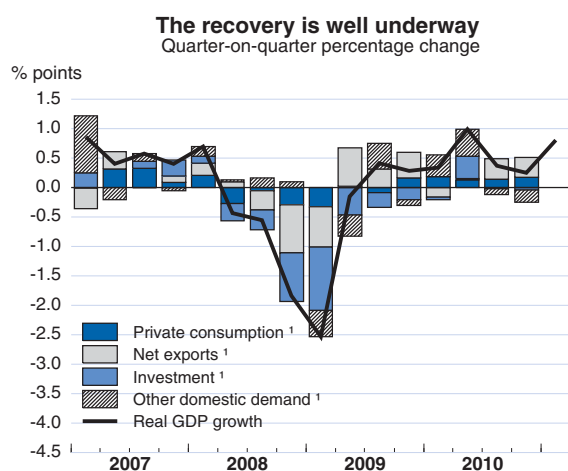 The recovery is well underway
Quarter-on-quarter percentage change
% points
1.5
1.0
0.5
0.0
-0.5
-1.0
-1.5
-2.0
-2.5
-3.0
-3.5
-4.0
-4.5
Private consumption ¹
Net exports ¹
Investment ¹
Other domestic demand ¹
Real GDP growth
2007 2008 2009 2010